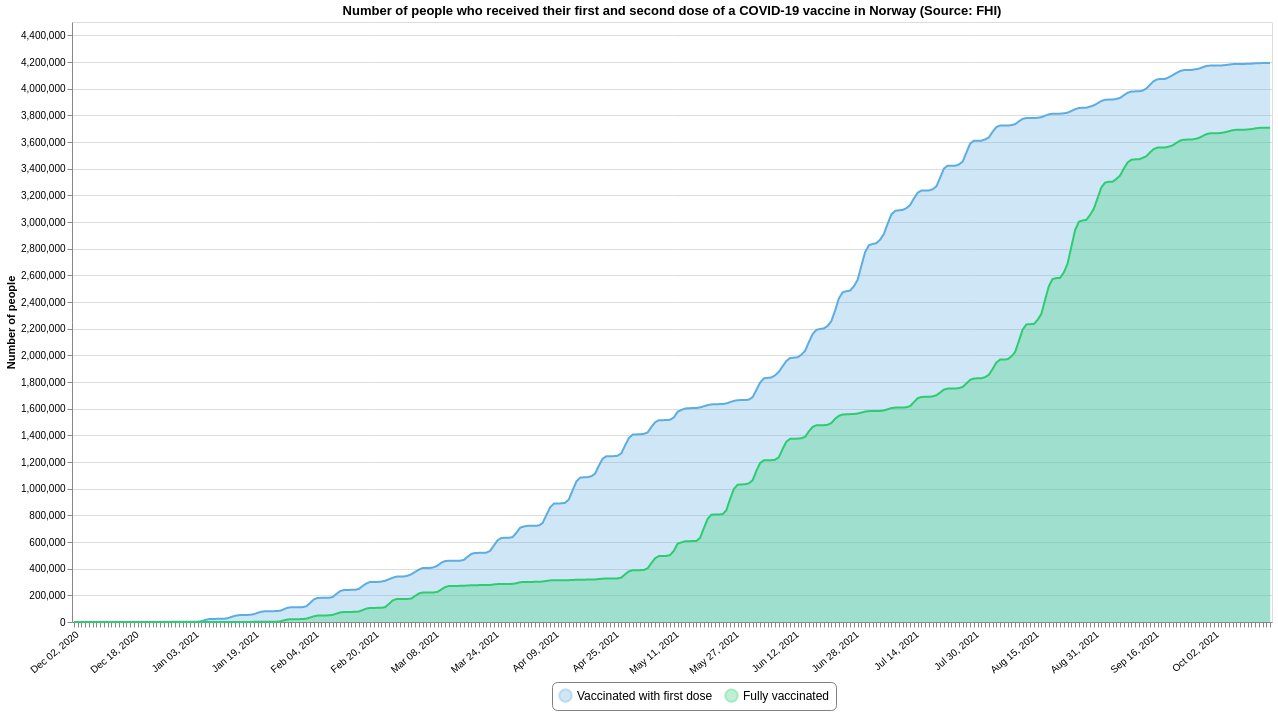 Number of people who received their first and second dose of a COVID-19 vaccine in Norway (Source: FHI)
Number of people
4,400,000
4,200,000
4,000,000
3,800,000
3,600,000
3,400,000
3,200,000
3,000,000
2,800,000
2,600,000
2,400,000
2,200,000
2,000,000
1,800,000
1,600,000
1,400,000
1,200,000
1,000,000
800,000
600,000
400,000
200,000
0
Dec 02, 2020
Dec 18, 2020
Jan 03, 2021
Jan 19, 2021
Feb 04, 2021
Feb 20, 2021
Mar 08, 2021
Mar 24, 2021
Apr 09, 2021
Apr 25, 2021
May 11, 2021
May 27, 2021
Jun 12, 2021
Jun 28, 2021
Jul 14, 2021
Jul 30, 2021
Aug 15, 2021
Aug 31, 2021
Sep 16, 2021
Oct 02, 2021
Vaccinated with first dose
Fully vaccinated